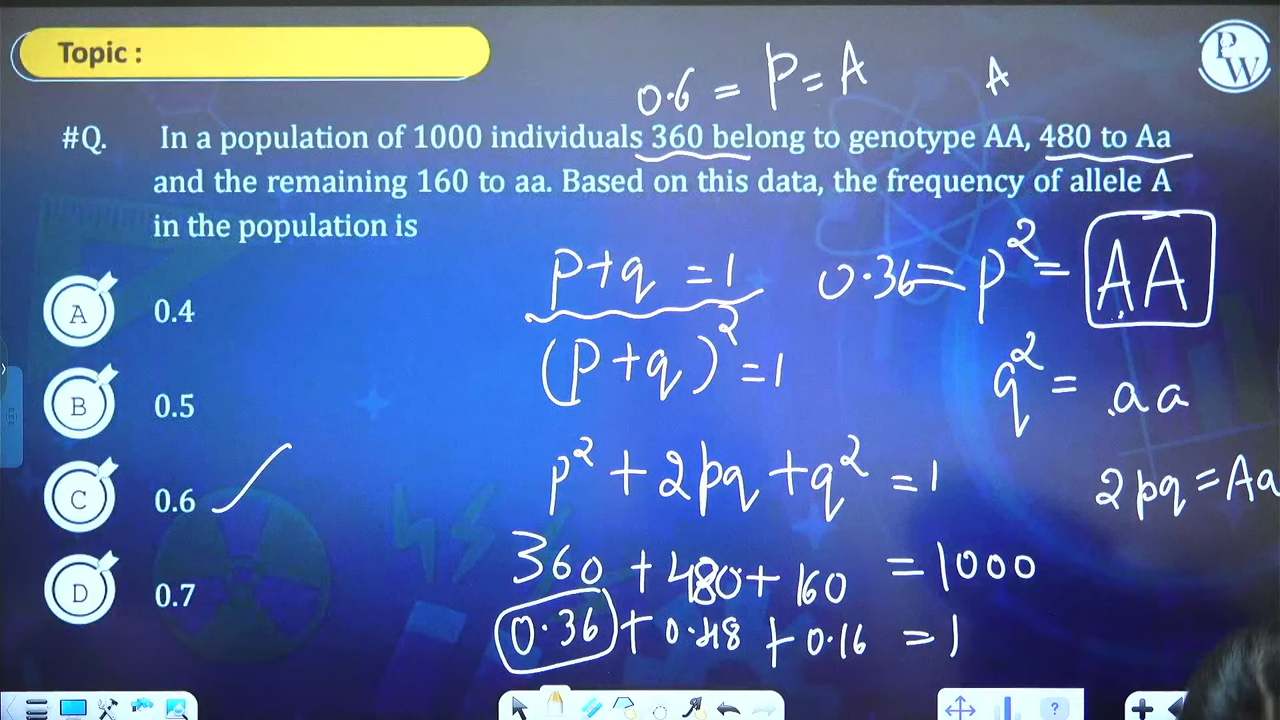 Topic :
PW
0.6 = P = A
A
#Q. In a population of 1000 individuals 360 belong to genotype AA, 480 to Aa
and the remaining 160 to aa. Based on this data, the frequency of allele A
in the population is
p+q = 1
0.36 = p² = AA
A 0.4
(P+q)² = 1
q² = aa
B 0.5
p² + 2pq + q² = 1
2pq = Aa
C 0.6
360 + 480 + 160 = 1000
D 0.7
0.36 + 0.48 + 0.16 = 1